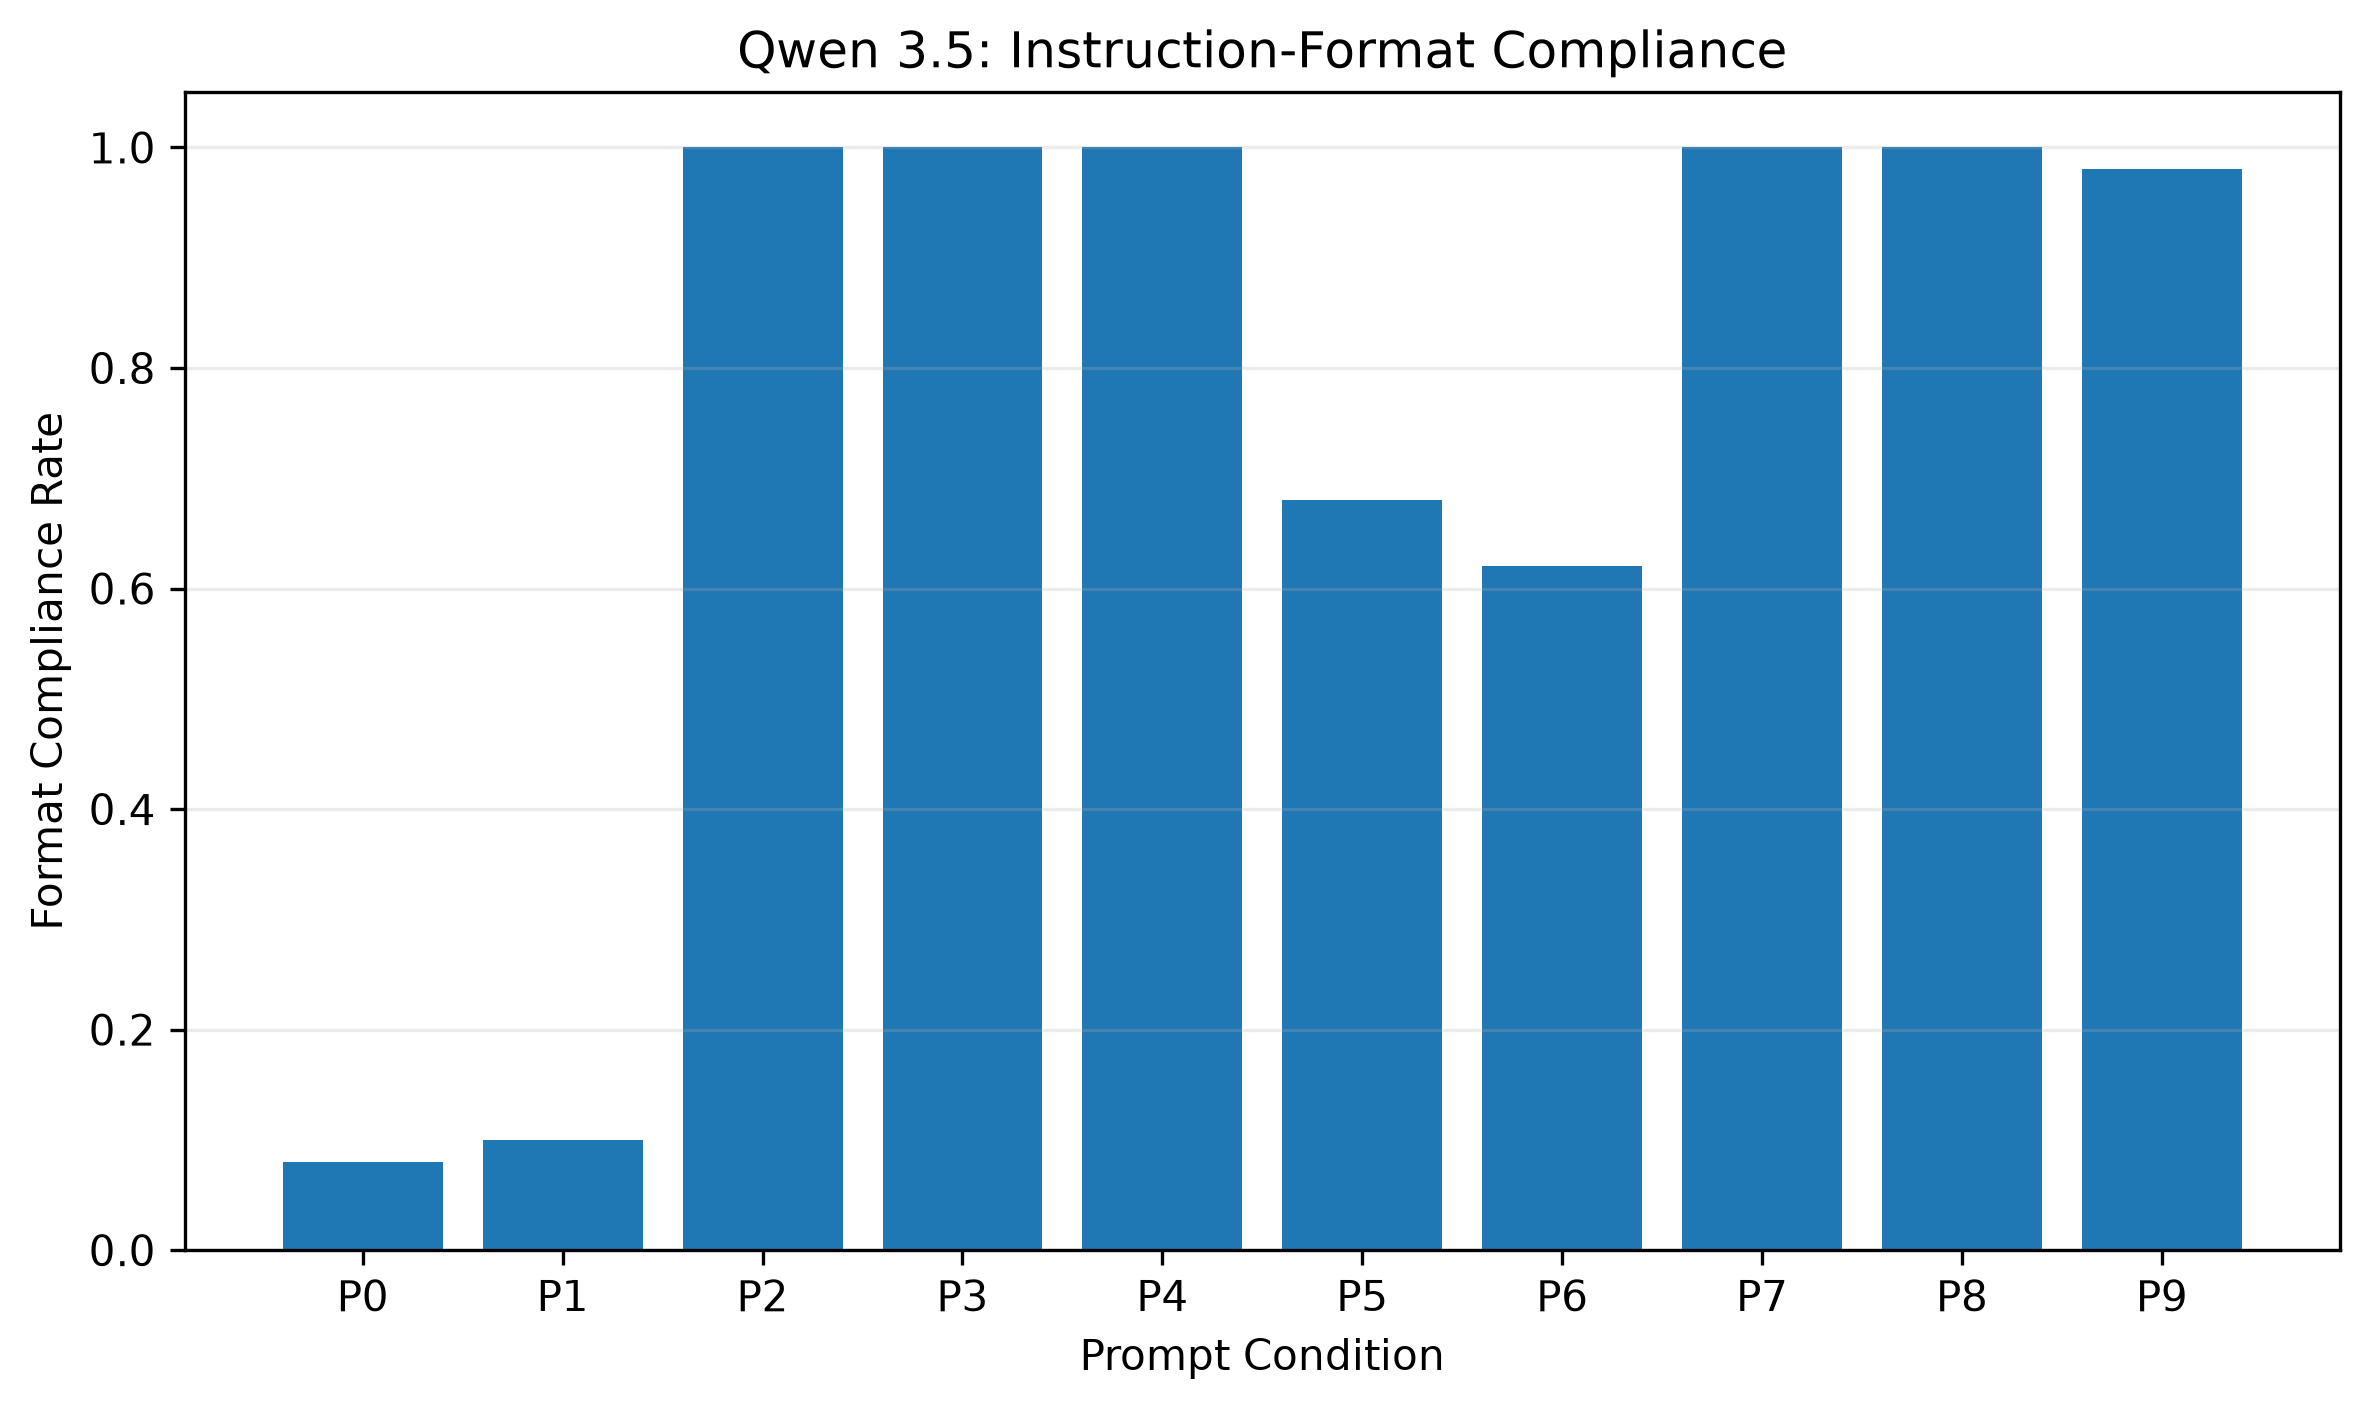 Qwen 3.5: Instruction-Format Compliance
Format Compliance Rate
1.0
0.8
0.6
0.4
0.2
0.0
P0 P1 P2 P3 P4 P5 P6 P7 P8 P9
Prompt Condition